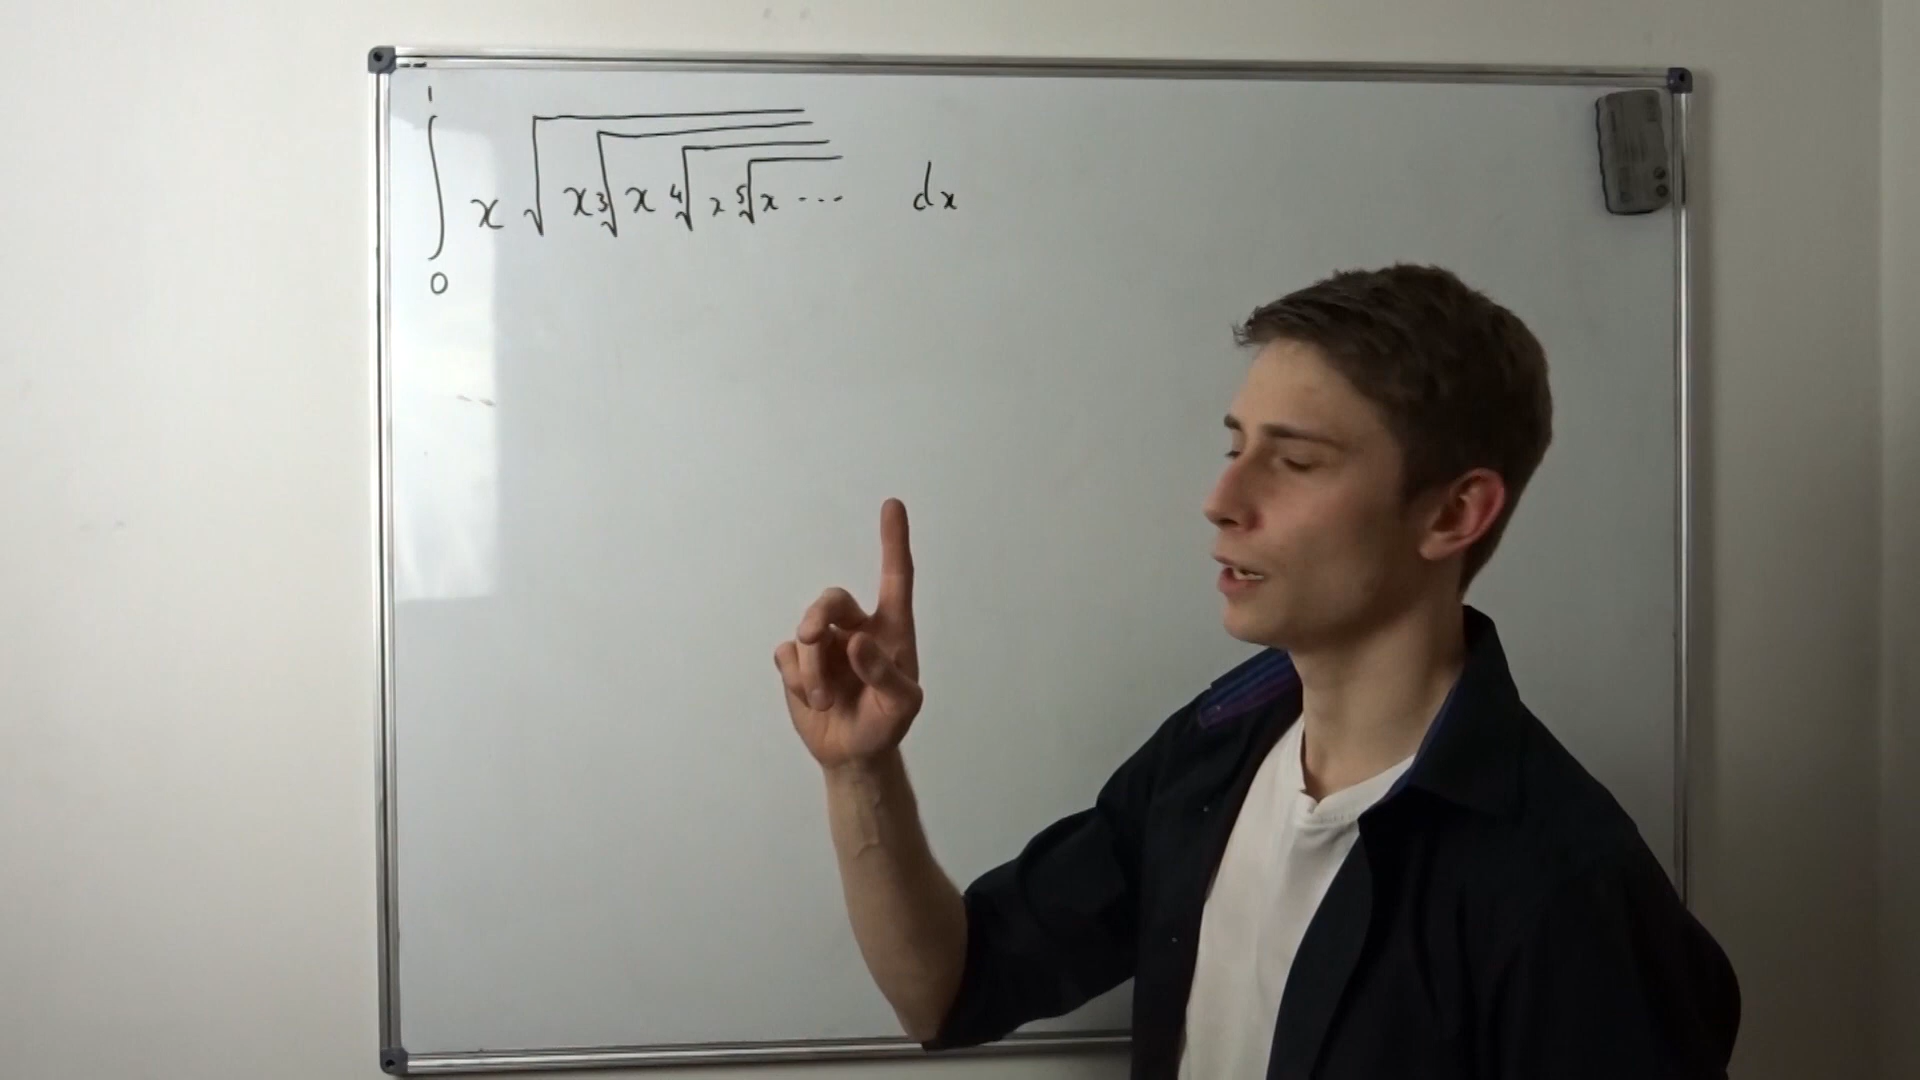 ∫₀¹ x √(x ∛(x ∜(x ⁵√(x ··· ))))  dx